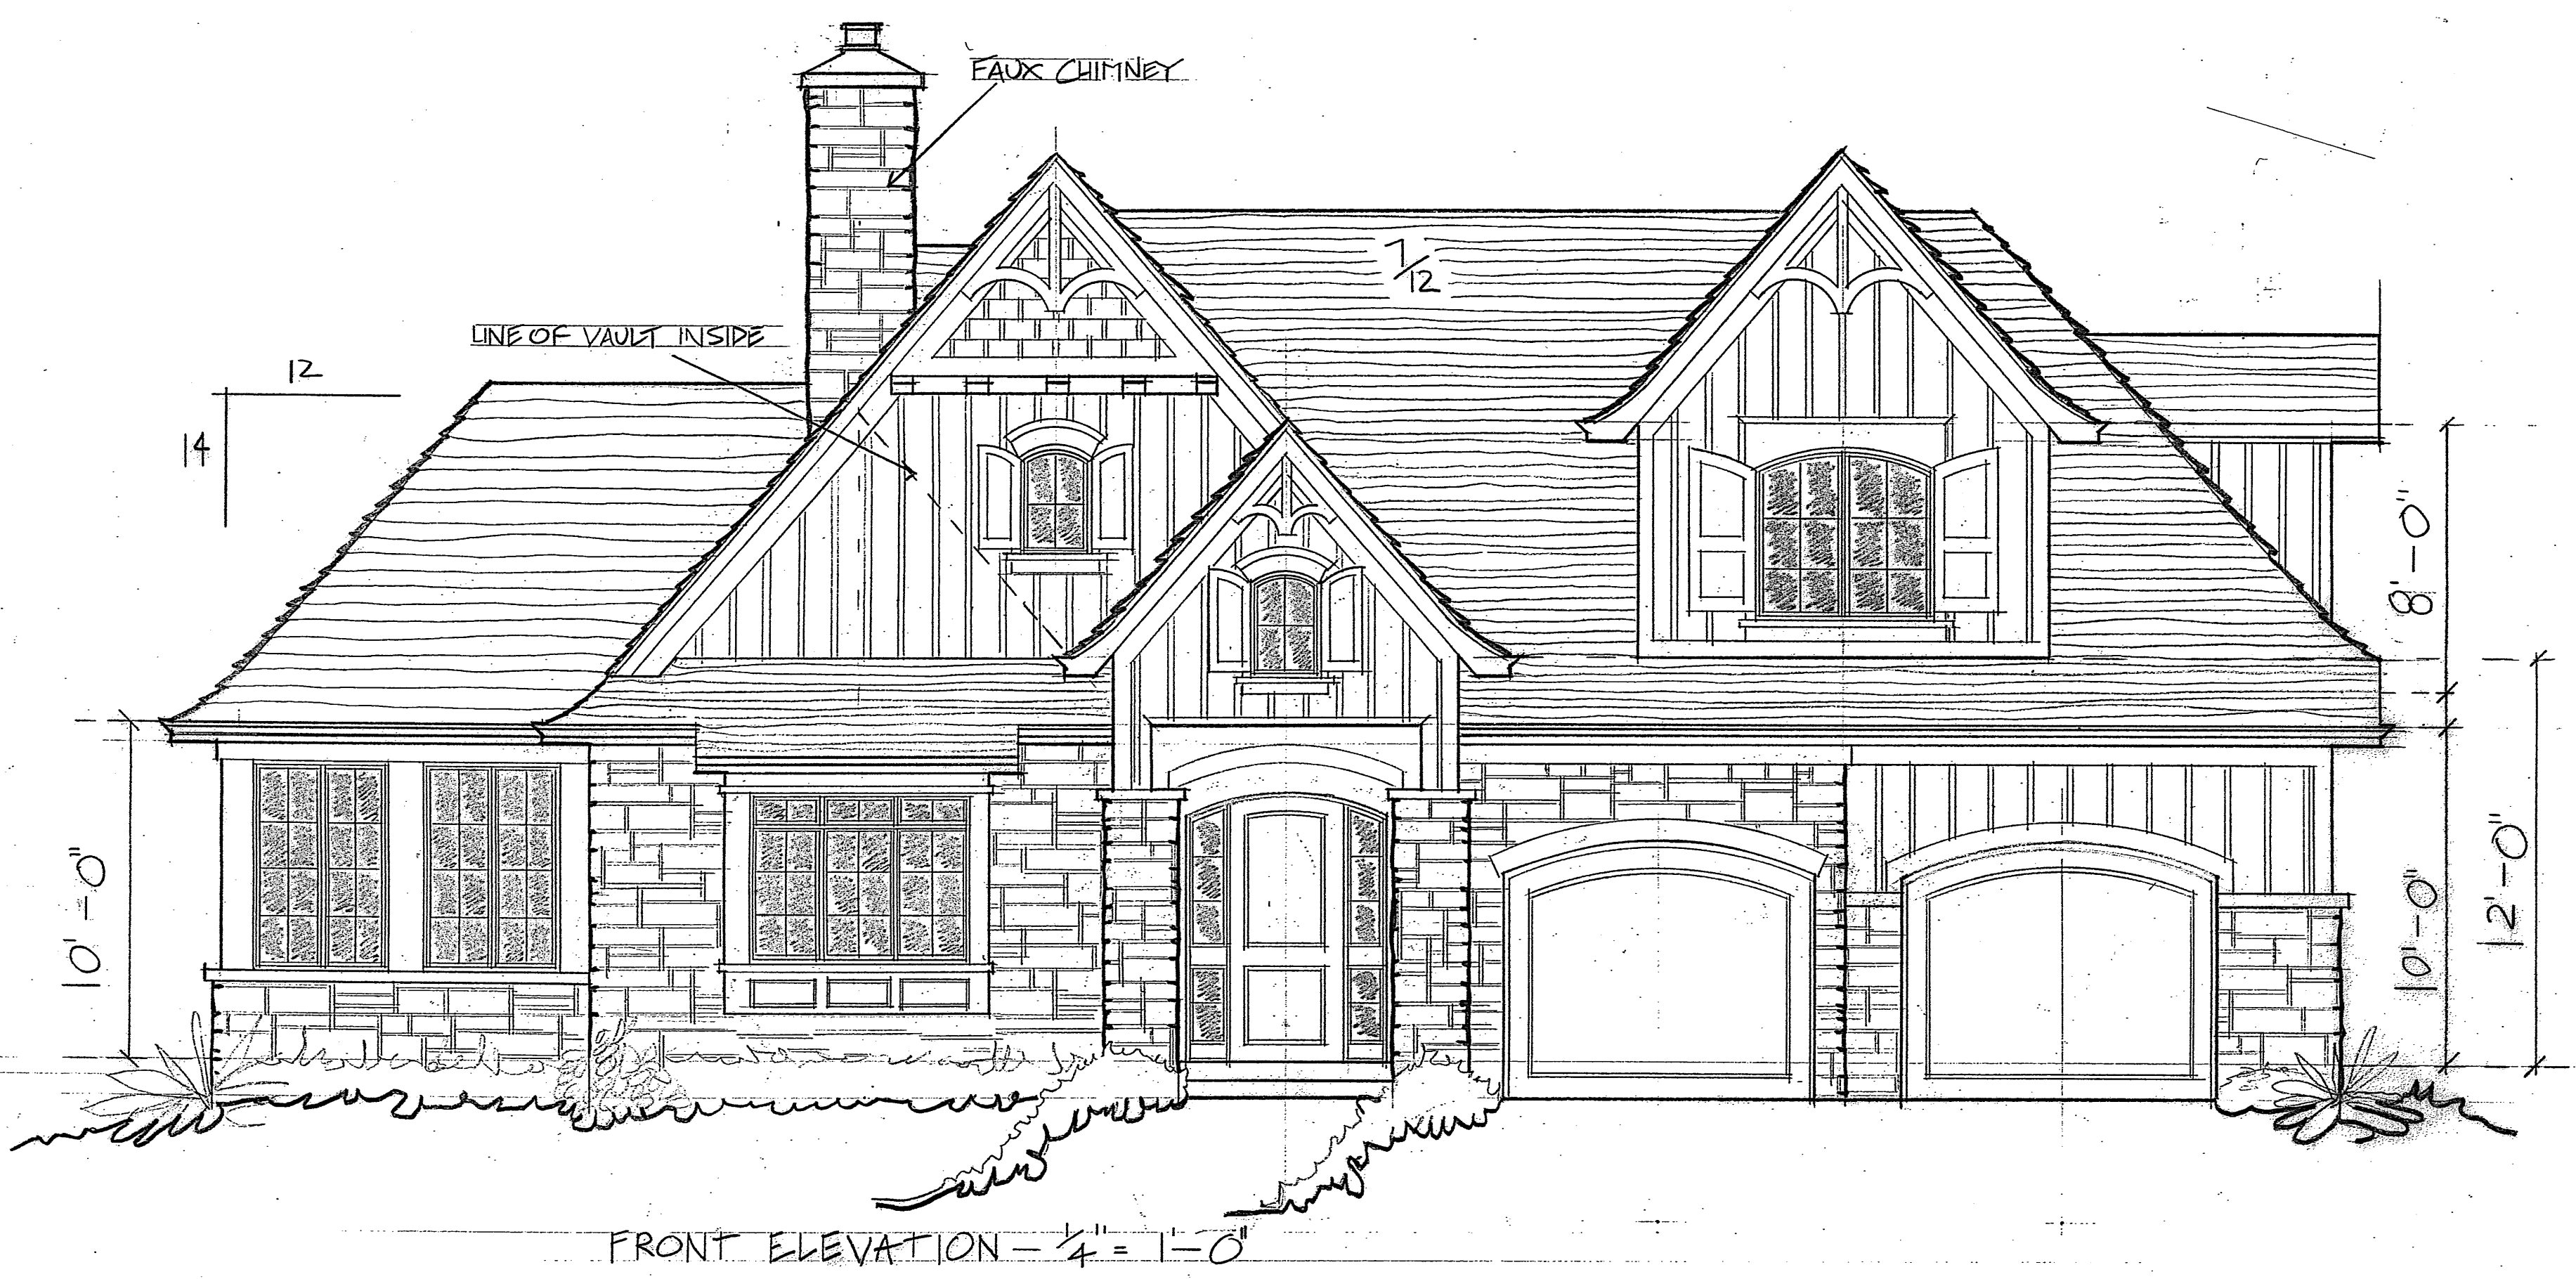 FAUX CHIMNEY
7/12
LINE OF VAULT INSIDE
12
14
8'-0"
10'-0"
10'-0"
12'-0"
FRONT ELEVATION - 1/4" = 1'-0"